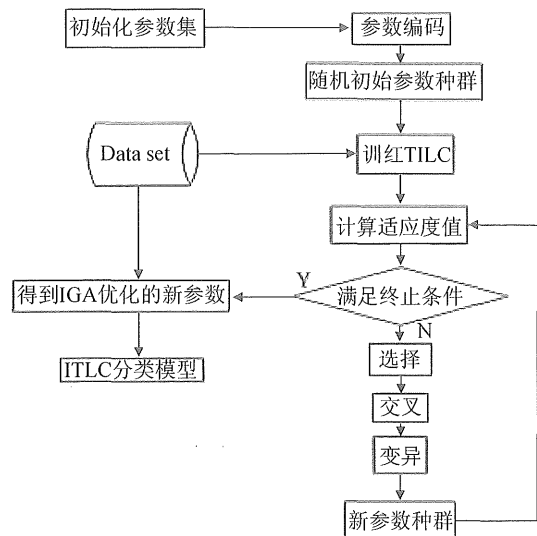 初始化参数集
参数编码
随机初始参数种群
Data set
训红TILC
计算适应度值
Y
满足终止条件
得到IGA优化的新参数
N
选择
ITLC分类模型
交叉
变异
新参数种群